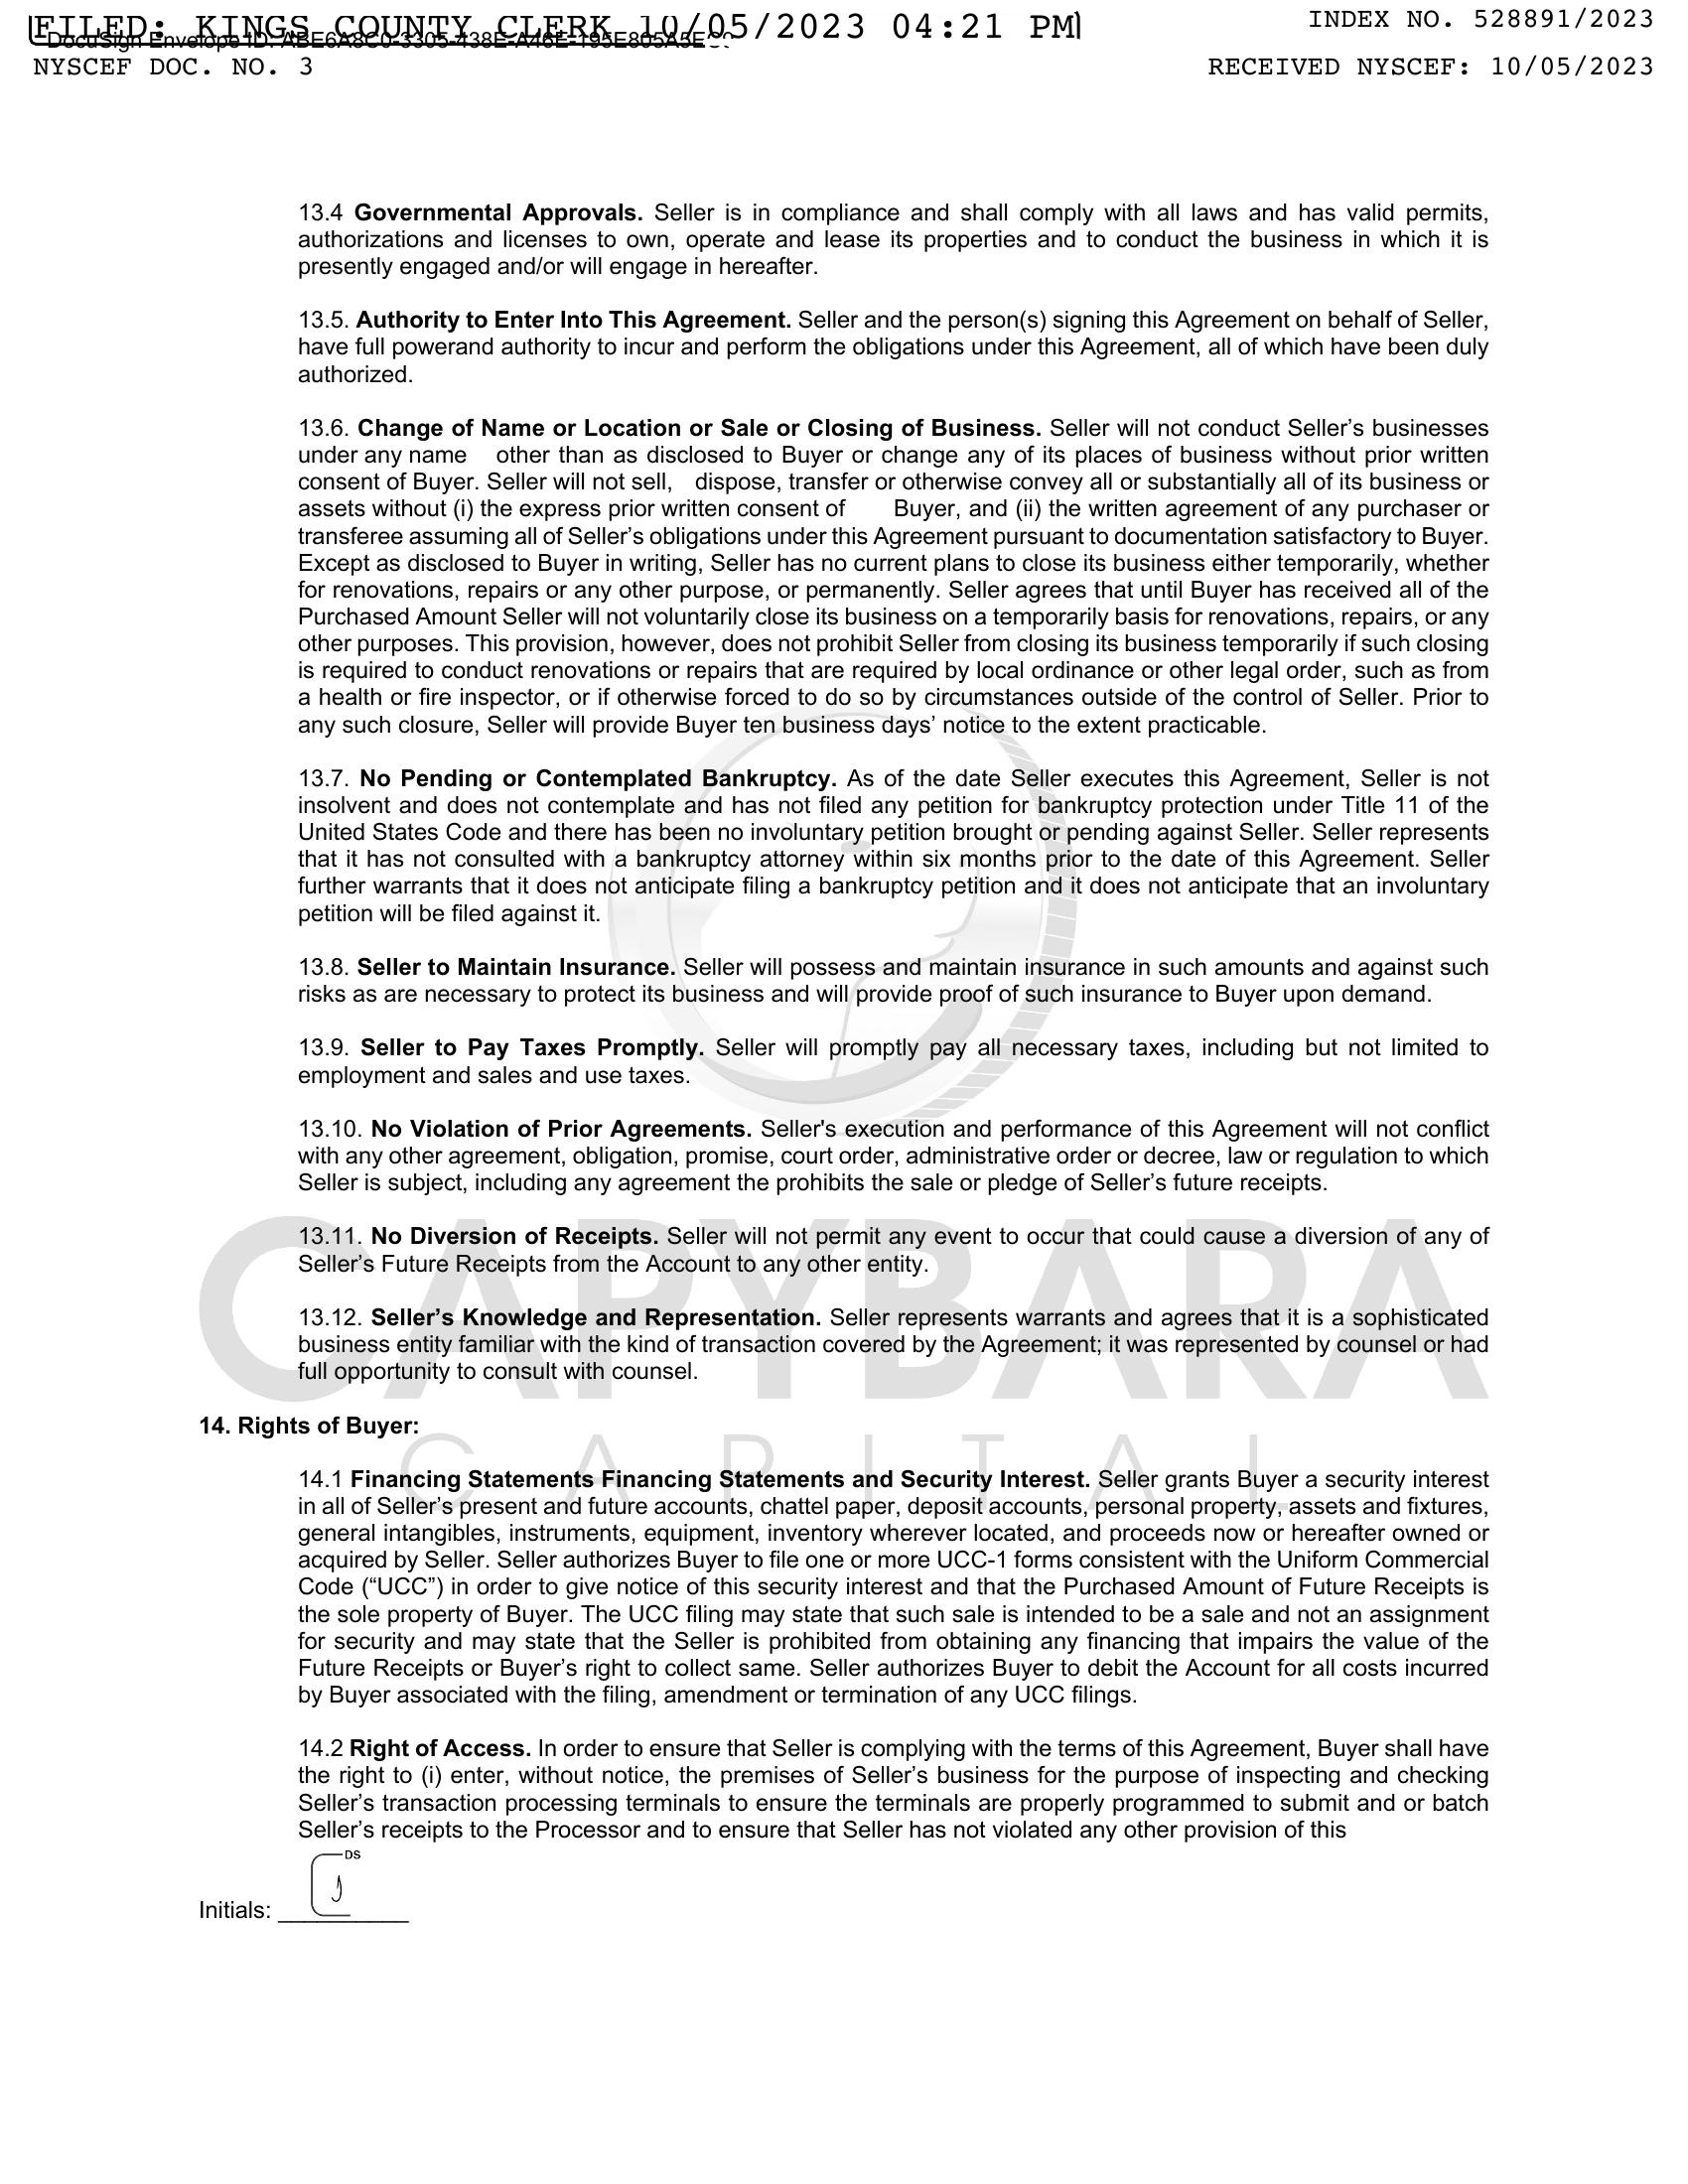 FILED: KINGS COUNTY CLERK 10/05/2023 04:21 PM
INDEX NO. 528891/2023
DocuSign Envelope ID: ABE6A8C0-3305-438E-A46E-195E805A5E
NYSCEF DOC. NO. 3
RECEIVED NYSCEF: 10/05/2023
13.4 Governmental Approvals. Seller is in compliance and shall comply with all laws and has valid permits,
authorizations and licenses to own, operate and lease its properties and to conduct the business in which it is
presently engaged and/or will engage in hereafter.
13.5. Authority to Enter Into This Agreement. Seller and the person(s) signing this Agreement on behalf of Seller,
have full powerand authority to incur and perform the obligations under this Agreement, all of which have been duly
authorized.
13.6. Change of Name or Location or Sale or Closing of Business. Seller will not conduct Seller’s businesses
under any name other than as disclosed to Buyer or change any of its places of business without prior written
consent of Buyer. Seller will not sell, dispose, transfer or otherwise convey all or substantially all of its business or
assets without (i) the express prior written consent of Buyer, and (ii) the written agreement of any purchaser or
transferee assuming all of Seller’s obligations under this Agreement pursuant to documentation satisfactory to Buyer.
Except as disclosed to Buyer in writing, Seller has no current plans to close its business either temporarily, whether
for renovations, repairs or any other purpose, or permanently. Seller agrees that until Buyer has received all of the
Purchased Amount Seller will not voluntarily close its business on a temporarily basis for renovations, repairs, or any
other purposes. This provision, however, does not prohibit Seller from closing its business temporarily if such closing
is required to conduct renovations or repairs that are required by local ordinance or other legal order, such as from
a health or fire inspector, or if otherwise forced to do so by circumstances outside of the control of Seller. Prior to
any such closure, Seller will provide Buyer ten business days’ notice to the extent practicable.
13.7. No Pending or Contemplated Bankruptcy. As of the date Seller executes this Agreement, Seller is not
insolvent and does not contemplate and has not filed any petition for bankruptcy protection under Title 11 of the
United States Code and there has been no involuntary petition brought or pending against Seller. Seller represents
that it has not consulted with a bankruptcy attorney within six months prior to the date of this Agreement. Seller
further warrants that it does not anticipate filing a bankruptcy petition and it does not anticipate that an involuntary
petition will be filed against it.
13.8. Seller to Maintain Insurance. Seller will possess and maintain insurance in such amounts and against such
risks as are necessary to protect its business and will provide proof of such insurance to Buyer upon demand.
13.9. Seller to Pay Taxes Promptly. Seller will promptly pay all necessary taxes, including but not limited to
employment and sales and use taxes.
13.10. No Violation of Prior Agreements. Seller's execution and performance of this Agreement will not conflict
with any other agreement, obligation, promise, court order, administrative order or decree, law or regulation to which
Seller is subject, including any agreement the prohibits the sale or pledge of Seller’s future receipts.
13.11. No Diversion of Receipts. Seller will not permit any event to occur that could cause a diversion of any of
Seller’s Future Receipts from the Account to any other entity.
13.12. Seller’s Knowledge and Representation. Seller represents warrants and agrees that it is a sophisticated
business entity familiar with the kind of transaction covered by the Agreement; it was represented by counsel or had
full opportunity to consult with counsel.
CAPYBARA
CAPITAL
14. Rights of Buyer:
14.1 Financing Statements Financing Statements and Security Interest. Seller grants Buyer a security interest
in all of Seller’s present and future accounts, chattel paper, deposit accounts, personal property, assets and fixtures,
general intangibles, instruments, equipment, inventory wherever located, and proceeds now or hereafter owned or
acquired by Seller. Seller authorizes Buyer to file one or more UCC-1 forms consistent with the Uniform Commercial
Code (“UCC”) in order to give notice of this security interest and that the Purchased Amount of Future Receipts is
the sole property of Buyer. The UCC filing may state that such sale is intended to be a sale and not an assignment
for security and may state that the Seller is prohibited from obtaining any financing that impairs the value of the
Future Receipts or Buyer’s right to collect same. Seller authorizes Buyer to debit the Account for all costs incurred
by Buyer associated with the filing, amendment or termination of any UCC filings.
14.2 Right of Access. In order to ensure that Seller is complying with the terms of this Agreement, Buyer shall have
the right to (i) enter, without notice, the premises of Seller’s business for the purpose of inspecting and checking
Seller’s transaction processing terminals to ensure the terminals are properly programmed to submit and or batch
Seller’s receipts to the Processor and to ensure that Seller has not violated any other provision of this
DS
Initials: